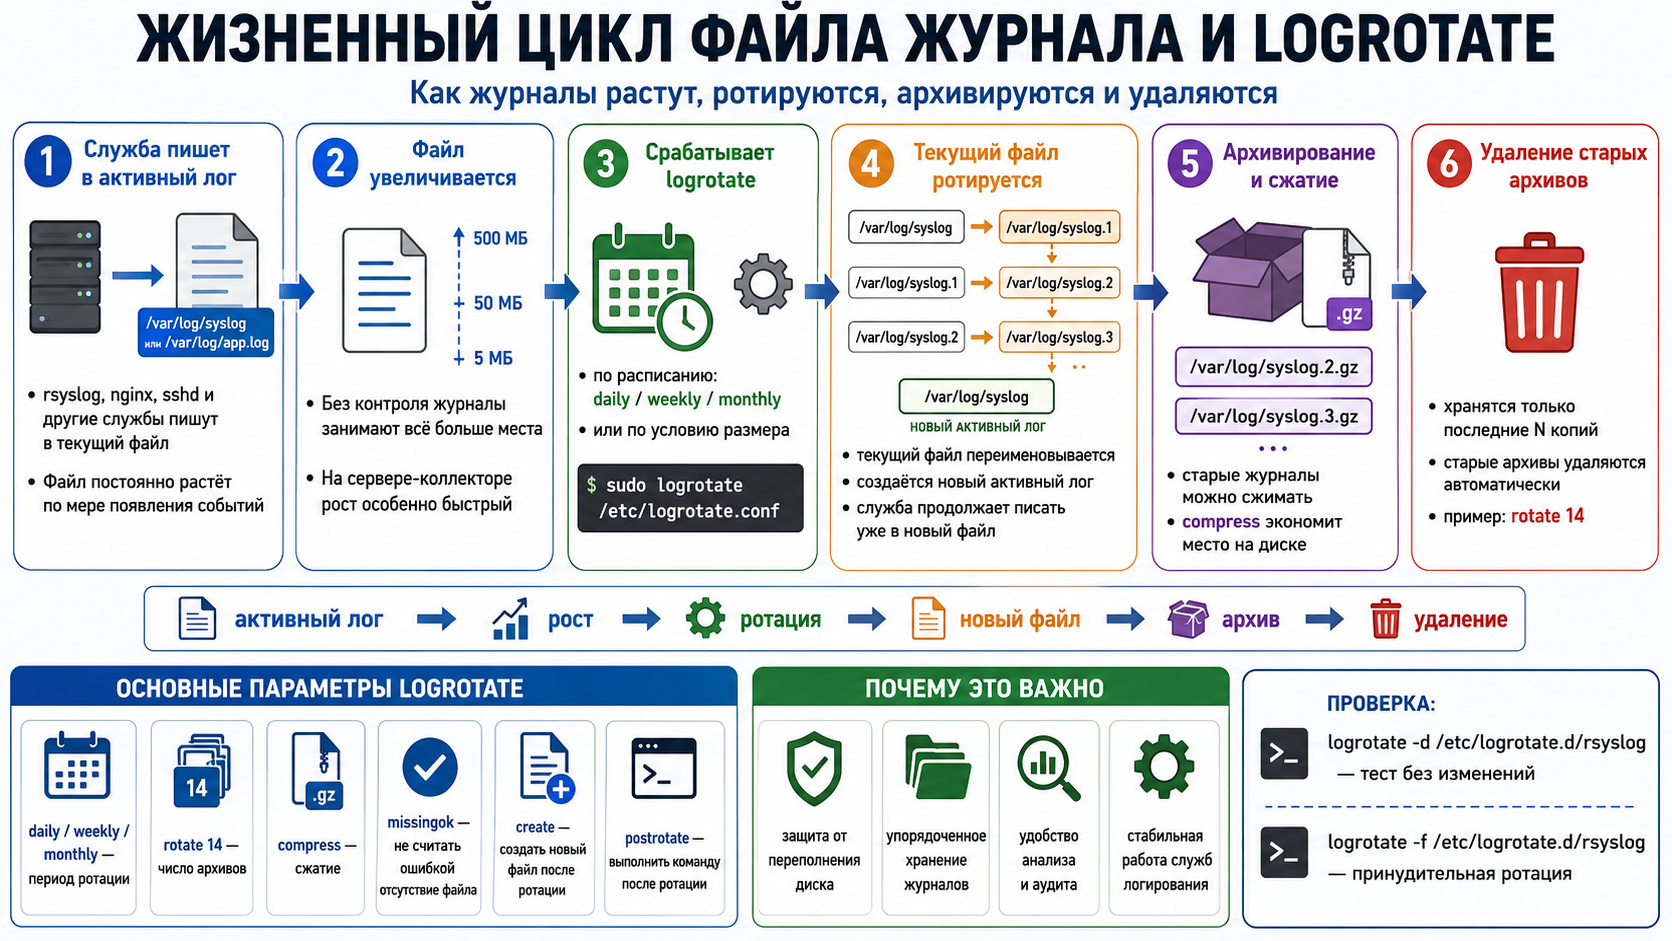 ЖИЗНЕННЫЙ ЦИКЛ ФАЙЛА ЖУРНАЛА И LOGROTATE
Как журналы растут, ротируются, архивируются и удаляются
1 Служба пишет
в активный лог
/var/log/syslog
или /var/log/app.log
• rsyslog, nginx, sshd и
другие службы пишут
в текущий файл
• Файл постоянно растёт
по мере появления событий
2 Файл
увеличивается
500 МБ
50 МБ
5 МБ
• Без контроля журналы
занимают всё больше места
• На сервере-коллекторе
рост особенно быстрый
3 Срабатывает
logrotate
• по расписанию:
daily / weekly / monthly
• или по условию размера
$ sudo logrotate
/etc/logrotate.conf
4 Текущий файл
ротируется
/var/log/syslog /var/log/syslog.1
/var/log/syslog.1 /var/log/syslog.2
/var/log/syslog.2 /var/log/syslog.3
/var/log/syslog
НОВЫЙ АКТИВНЫЙ ЛОГ
• текущий файл переименовывается
• создаётся новый активный лог
• служба продолжает писать
уже в новый файл
5 Архивирование
и сжатие
.gz
/var/log/syslog.2.gz
/var/log/syslog.3.gz
...
• старые журналы
можно сжимать
• compress экономит
место на диске
6 Удаление старых
архивов
• хранятся только
последние N копий
• старые архивы удаляются
автоматически
• пример: rotate 14
активный лог рост ротация новый файл архив удаление
ОСНОВНЫЕ ПАРАМЕТРЫ LOGROTATE
daily / weekly /
monthly —
период ротации
14
rotate 14 —
число архивов
.gz
compress —
сжатие
missingok —
не считать
ошибкой
отсутствие файла
create —
создать новый
файл после
ротации
>_
postrotate —
выполнить команду
после ротации
ПОЧЕМУ ЭТО ВАЖНО
защита от
переполнения
диска
упорядоченное
хранение
журналов
удобство
анализа
и аудита
стабильная
работа служб
логирования
ПРОВЕРКА:
>_ logrotate -d /etc/logrotate.d/rsyslog
— тест без изменений
>_ logrotate -f /etc/logrotate.d/rsyslog
— принудительная ротация